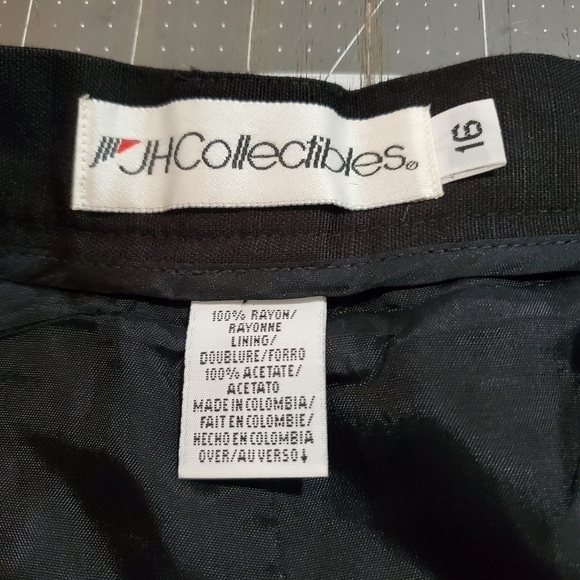 JHCollectibles®
16
100% RAYON/
RAYONNE
LINING/
DOUBLURE/FORRO
100% ACETATE/
ACETATO
MADE IN COLOMBIA/
FAIT EN COLOMBIE/
HECHO EN COLOMBIA
OVER/AU VERSO↓